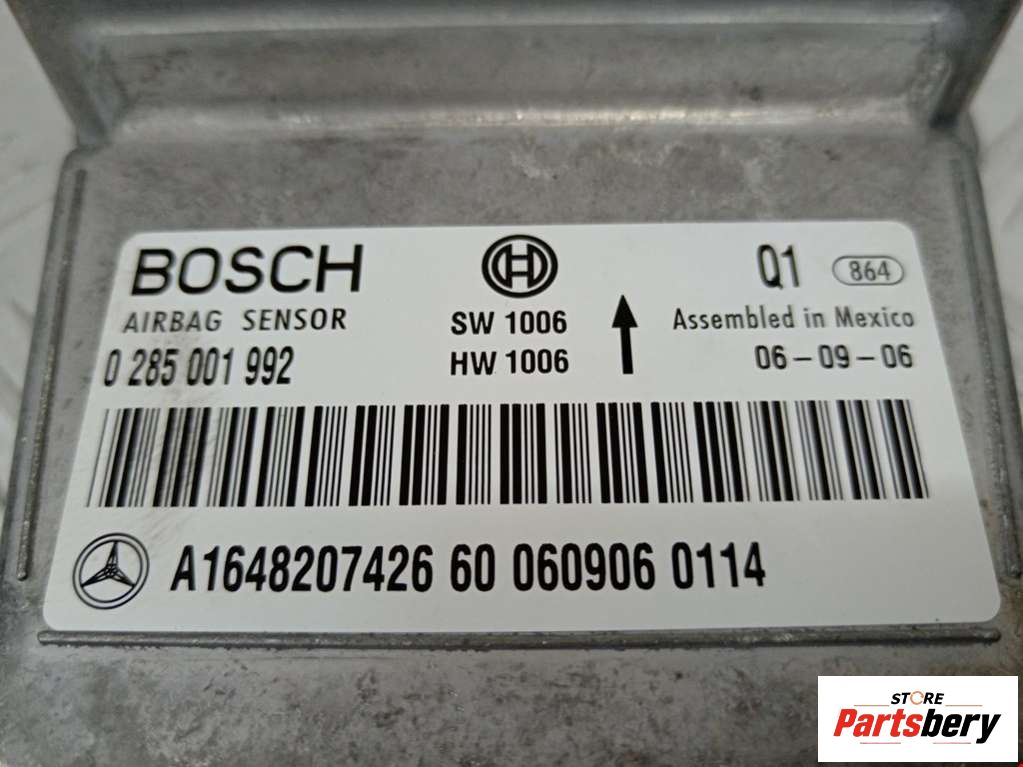 BOSCH
AIRBAG SENSOR
0 285 001 992
SW 1006
HW 1006
Q1 864
Assembled in Mexico
06-09-06
A1648207426 60 060906 0114
STORE
Partsbery